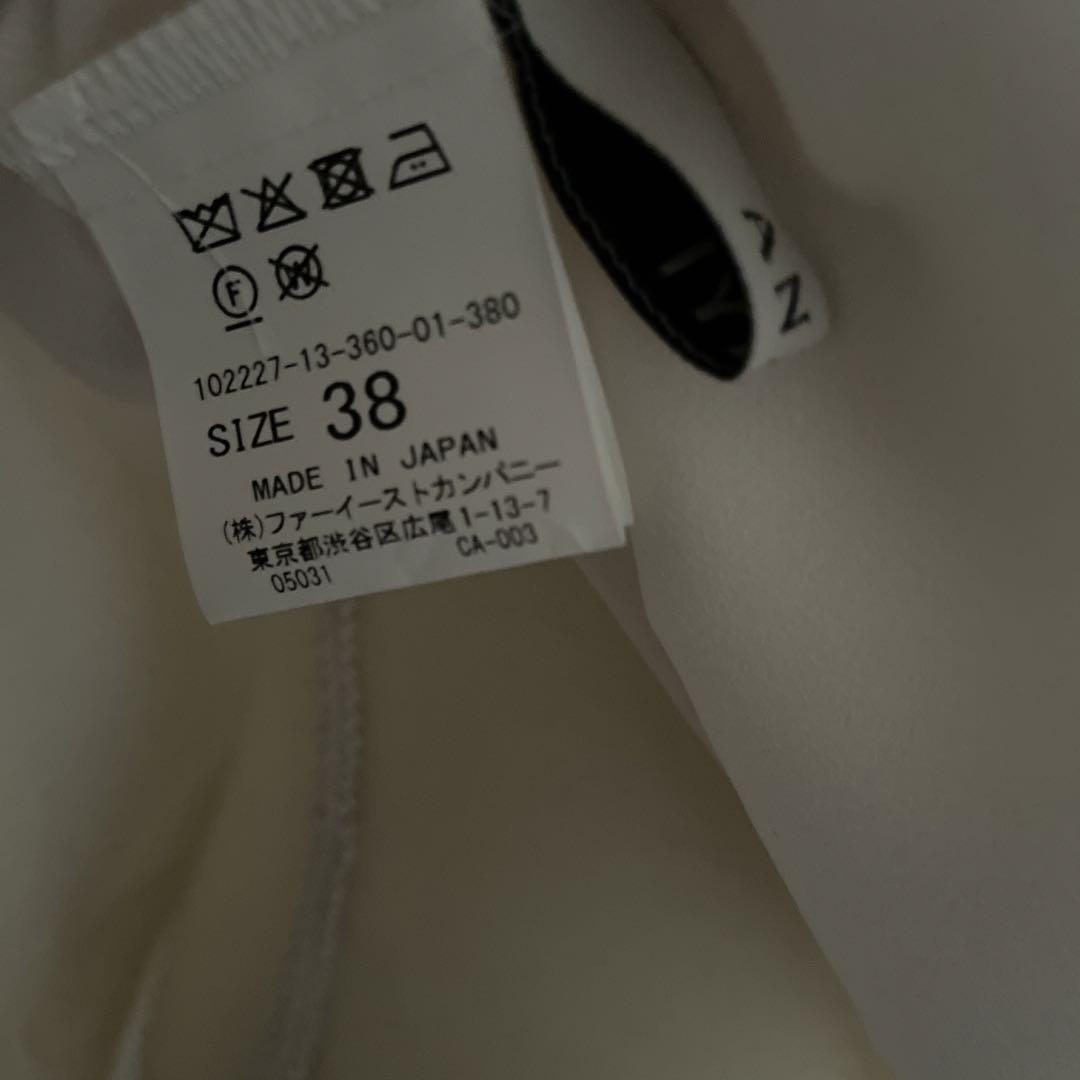 F
W
102227-13-360-01-380
SIZE 38
MADE IN JAPAN
(株)ファーイーストカンパニー
東京都渋谷区広尾1-13-7
05031 CA-003